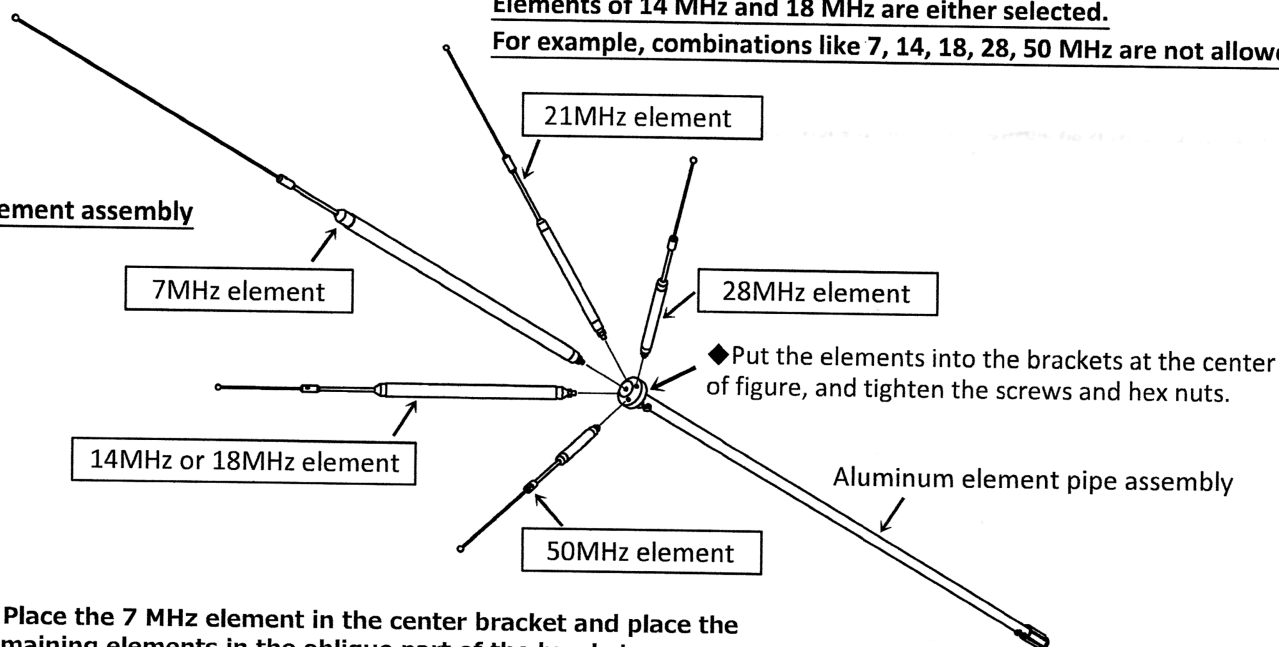 Elements of 14 MHz and 18 MHz are either selected.
For example, combinations like 7, 14, 18, 28, 50 MHz are not
21MHz element
assembly
7MHz element
28MHz element
◆Put the elements into the brackets at the center
of figure, and tighten the screws and hex nuts.
14MHz or 18MHz element
Aluminum element pipe assembly
50MHz element
Place the 7 MHz element in the center bracket and place the
elements in the oblique part of the